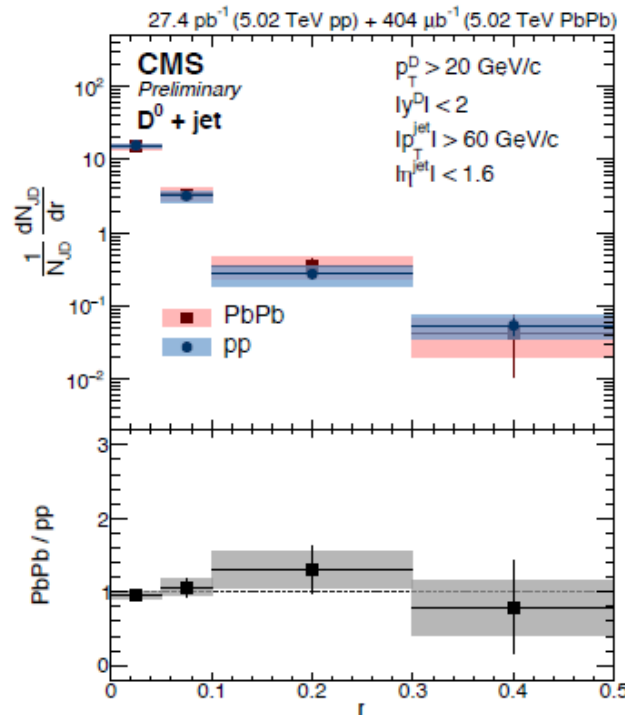 27.4 pb⁻¹ (5.02 TeV pp) + 404 μb⁻¹ (5.02 TeV PbPb)
CMS
Preliminary
D⁰ + jet
p_T^D > 20 GeV/c
|y^D| < 2
|p_T^jet| > 60 GeV/c
|η^jet| < 1.6
1/N_JD dN_JD/dr
10²
10
1
10⁻¹
10⁻²
PbPb
pp
PbPb / pp
3
2
1
0
0 0.1 0.2 0.3 0.4 0.5
r